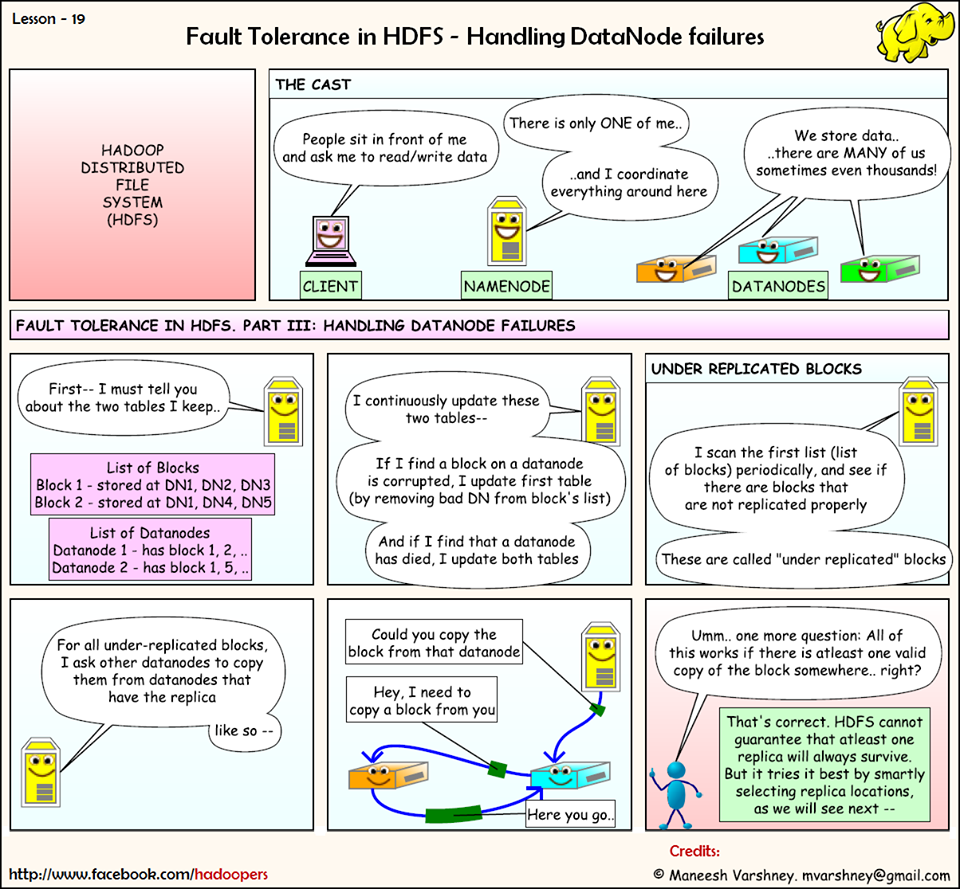 Lesson - 19
Fault Tolerance in HDFS - Handling DataNode failures
HADOOP
DISTRIBUTED
FILE
SYSTEM
(HDFS)
THE CAST
People sit in front of me
and ask me to read/write data
There is only ONE of me..
..and I coordinate
everything around here
We store data..
..there are MANY of us
sometimes even thousands!
CLIENT
NAMENODE
DATANODES
FAULT TOLERANCE IN HDFS. PART III: HANDLING DATANODE FAILURES
First-- I must tell you
about the two tables I keep..
List of Blocks
Block 1 - stored at DN1, DN2, DN3
Block 2 - stored at DN1, DN4, DN5
List of Datanodes
Datanode 1 - has block 1, 2, ..
Datanode 2 - has block 1, 5, ..
I continuously update these
two tables--
If I find a block on a datanode
is corrupted, I update first table
(by removing bad DN from block's list)
And if I find that a datanode
has died, I update both tables
UNDER REPLICATED BLOCKS
I scan the first list (list
of blocks) periodically, and see if
there are blocks that
are not replicated properly
These are called "under replicated" blocks
For all under-replicated blocks,
I ask other datanodes to copy
them from datanodes that
have the replica
like so --
Could you copy the
block from that datanode
Hey, I need to
copy a block from you
Here you go..
Umm.. one more question: All of
this works if there is atleast one valid
copy of the block somewhere.. right?
That's correct. HDFS cannot
guarantee that atleast one
replica will always survive.
But it tries it best by smartly
selecting replica locations,
as we will see next --
http://www.facebook.com/hadoopers
Credits:
© Maneesh Varshney. mvarshney@gmail.com